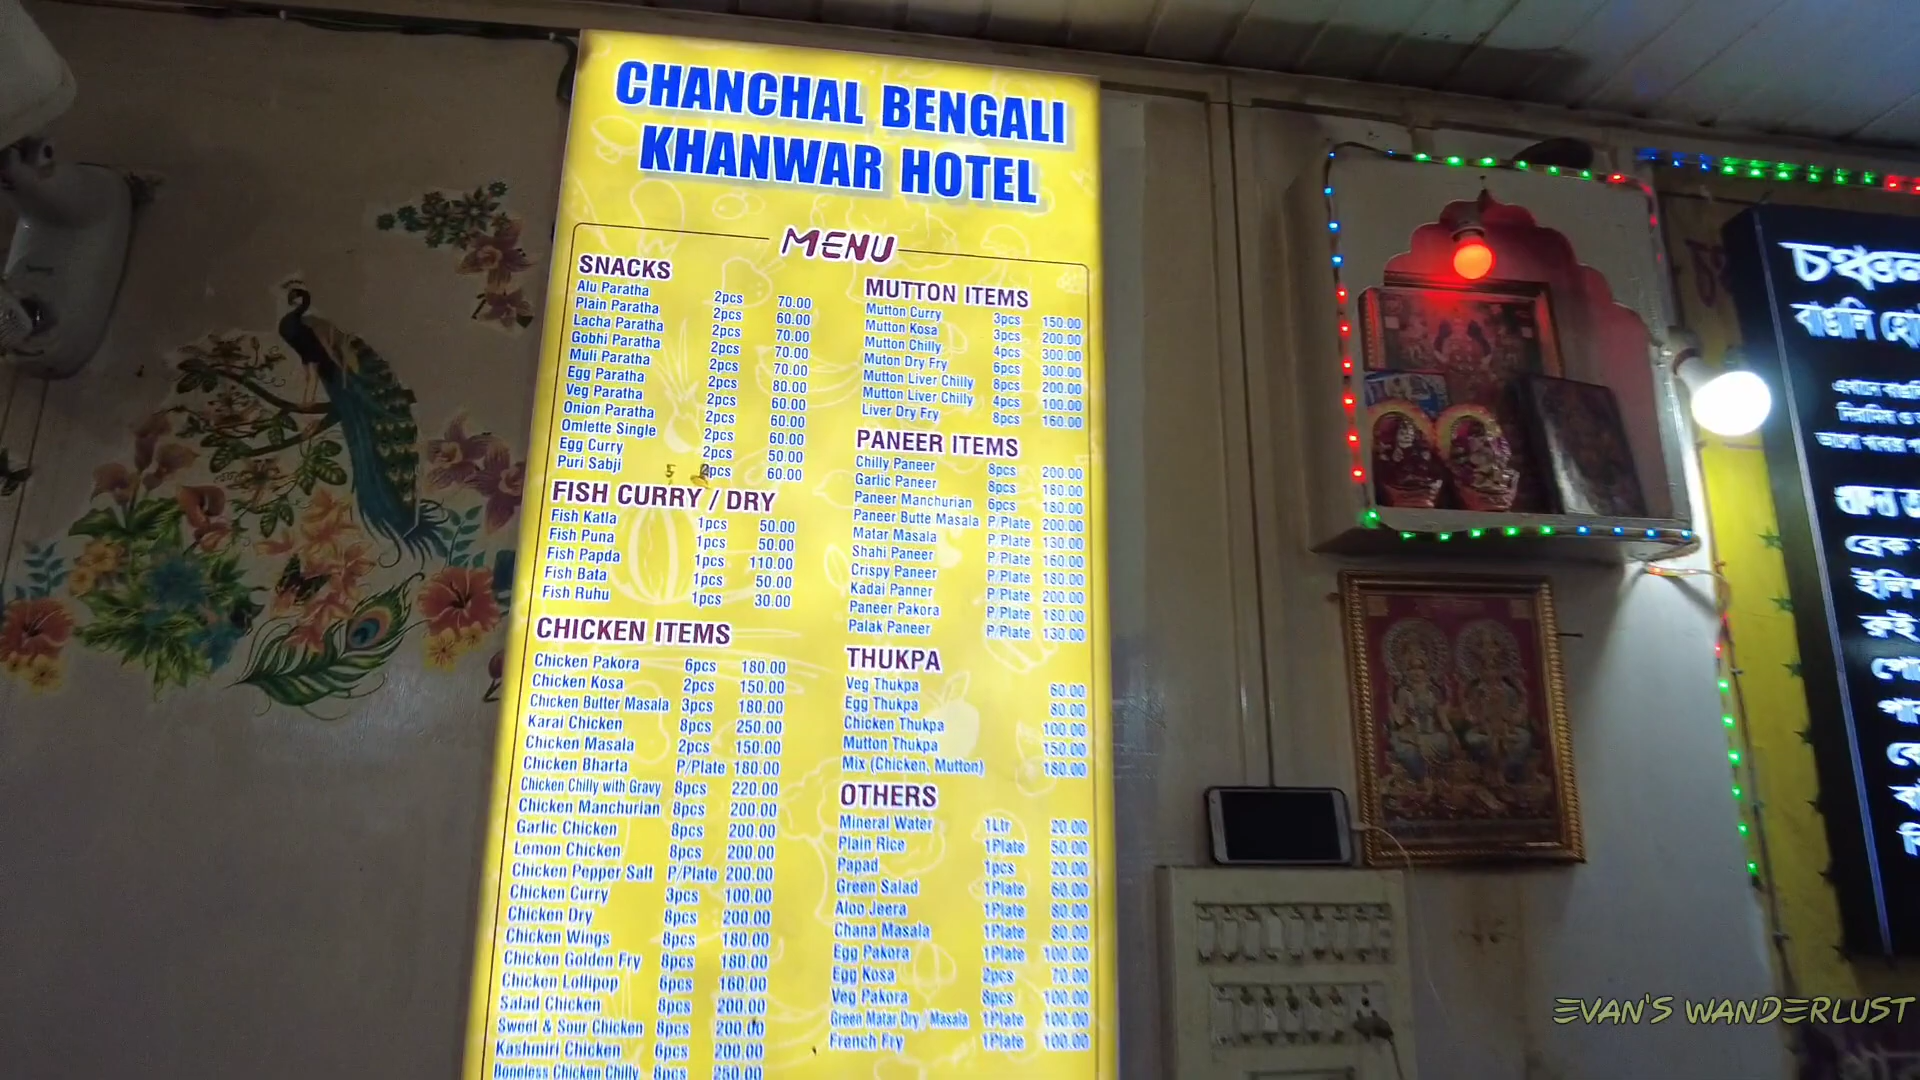 CHANCHAL BENGALI
KHANWAR HOTEL
MENU
SNACKS
Alu Paratha 2pcs 70.00
Plain Paratha 2pcs 60.00
Lacha Paratha 2pcs 70.00
Gobhi Paratha 2pcs 70.00
Muli Paratha 2pcs 70.00
Egg Paratha 2pcs 80.00
Veg Paratha 2pcs 60.00
Onion Paratha 2pcs 60.00
Omlette Single 2pcs 60.00
Egg Curry 2pcs 50.00
Puri Sabji 5 2pcs 60.00
FISH CURRY / DRY
Fish Katla 1pcs 50.00
Fish Puna 1pcs 50.00
Fish Papda 1pcs 110.00
Fish Bata 1pcs 50.00
Fish Ruhu 1pcs 30.00
CHICKEN ITEMS
Chicken Pakora 6pcs 180.00
Chicken Kosa 2pcs 150.00
Chicken Butter Masala 3pcs 180.00
Karai Chicken 8pcs 250.00
Chicken Masala 2pcs 150.00
Chicken Bharta P/Plate 180.00
Chicken Chilly with Gravy 8pcs 220.00
Chicken Manchurian 8pcs 200.00
Garlic Chicken 8pcs 200.00
Lemon Chicken 8pcs 200.00
Chicken Pepper Salt P/Plate 200.00
Chicken Curry 3pcs 100.00
Chicken Dry 8pcs 200.00
Chicken Wings 8pcs 180.00
Chicken Golden Fry 8pcs 180.00
Chicken Lollipop 6pcs 160.00
Salad Chicken 8pcs 200.00
Sweet & Sour Chicken 8pcs 200.00
Kashmiri Chicken 6pcs 200.00
Boneless Chicken Chilly 8pcs 250.00
MUTTON ITEMS
Mutton Curry 3pcs 150.00
Mutton Kosa 3pcs 200.00
Mutton Chilly 4pcs 300.00
Muton Dry Fry 6pcs 300.00
Mutton Liver Chilly 8pcs 200.00
Mutton Liver Chilly 4pcs 100.00
Liver Dry Fry 8pcs 160.00
PANEER ITEMS
Chilly Paneer 8pcs 200.00
Garlic Paneer 8pcs 180.00
Paneer Manchurian 6pcs 180.00
Paneer Butte Masala P/Plate 200.00
Matar Masala P/Plate 130.00
Shahi Paneer P/Plate 160.00
Crispy Paneer P/Plate 180.00
Kadai Panner P/Plate 200.00
Paneer Pakora P/Plate 180.00
Palak Paneer P/Plate 130.00
THUKPA
Veg Thukpa 60.00
Egg Thukpa 80.00
Chicken Thukpa 100.00
Mutton Thukpa 150.00
Mix (Chicken, Mutton) 180.00
OTHERS
Mineral Water 1Ltr 20.00
Plain Rice 1Plate 50.00
Papad 1pcs 20.00
Green Salad 1Plate 60.00
Aloo Jeera 1Plate 80.00
Chana Masala 1Plate 80.00
Egg Pakora 1Plate 100.00
Egg Kosa 2pcs 70.00
Veg Pakora 8pcs 100.00
Green Matar Dry / Masala 1Plate 100.00
French Fry 1Plate 100.00
EVAN'S WANDERLUST